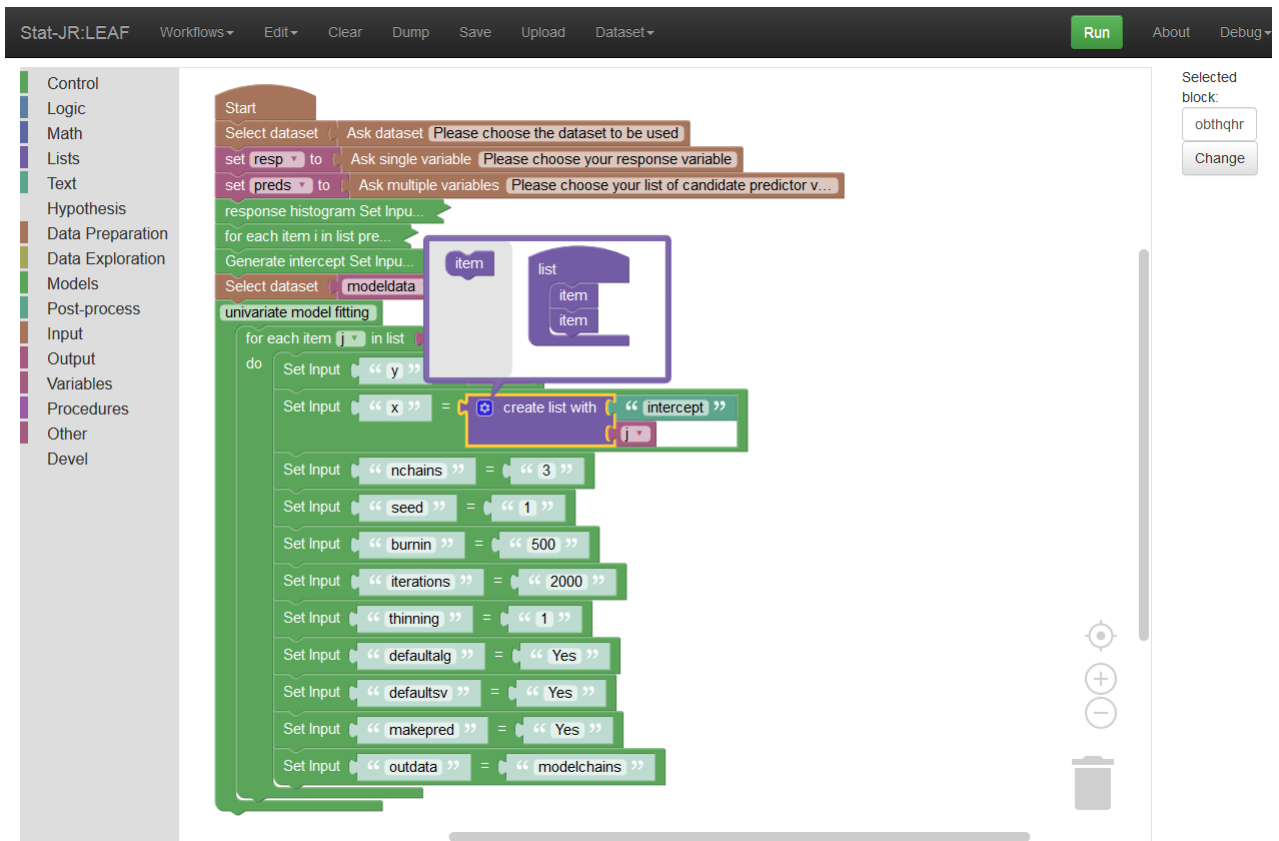 Stat-JR:LEAF Workflows Edit Clear Dump Save Upload Dataset Run About Debug
Control
Logic
Math
Lists
Text
Hypothesis
Data Preparation
Data Exploration
Models
Post-process
Input
Output
Variables
Procedures
Other
Devel
Start
Select dataset Ask dataset Please choose the dataset to be used
set resp to Ask single variable Please choose your response variable
set preds to Ask multiple variables Please choose your list of candidate predictor v...
response histogram Set Inpu...
for each item i in list pre...
Generate intercept Set Inpu...
Select dataset modeldata
univariate model fitting
for each item j in list
item
list
item
item
do Set Input “ y ”
Set Input “ x ” = create list with “ intercept ”
j
Set Input “ nchains ” = “ 3 ”
Set Input “ seed ” = “ 1 ”
Set Input “ burnin ” = “ 500 ”
Set Input “ iterations ” = “ 2000 ”
Set Input “ thinning ” = “ 1 ”
Set Input “ defaultalg ” = “ Yes ”
Set Input “ defaultsv ” = “ Yes ”
Set Input “ makepred ” = “ Yes ”
Set Input “ outdata ” = “ modelchains ”
Selected
block:
obthqhr
Change